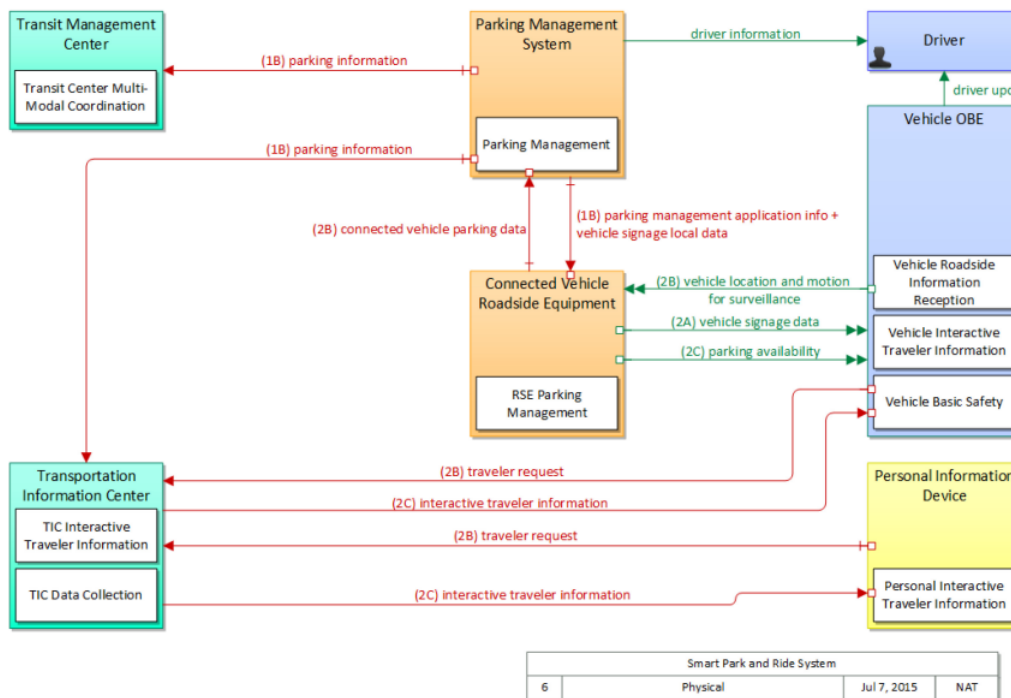 Transit Management
Center
Transit Center Multi-
Modal Coordination
(1B) parking information
Parking Management
System
Parking Management
driver information
Driver
driver upd
Vehicle OBE
(1B) parking information
(2B) connected vehicle parking data
(1B) parking management application info +
vehicle signage local data
Connected Vehicle
Roadside Equipment
RSE Parking
Management
(2B) vehicle location and motion
for surveillance
(2A) vehicle signage data
(2C) parking availability
Vehicle Roadside
Information
Reception
Vehicle Interactive
Traveler Information
Vehicle Basic Safety
Transportation
Information Center
TIC Interactive
Traveler Information
TIC Data Collection
(2B) traveler request
(2C) interactive traveler information
(2B) traveler request
(2C) interactive traveler information
Personal Information
Device
Personal Interactive
Traveler Information
Smart Park and Ride System
6 Physical Jul 7, 2015 NAT